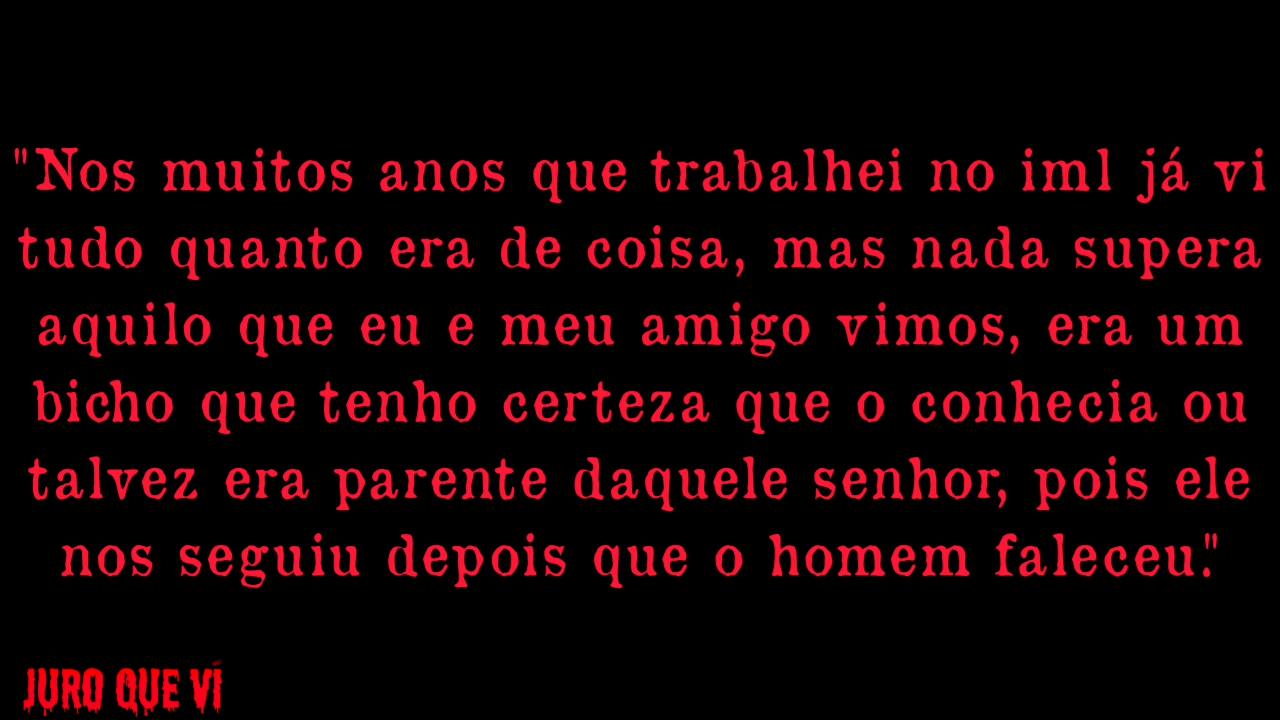 "Nos muitos anos que trabalhei no iml já vi
tudo quanto era de coisa, mas nada supera
aquilo que eu e meu amigo vimos, era um
bicho que tenho certeza que o conhecia ou
talvez era parente daquele senhor, pois ele
nos seguiu depois que o homem faleceu."
JURO QUE VÍ